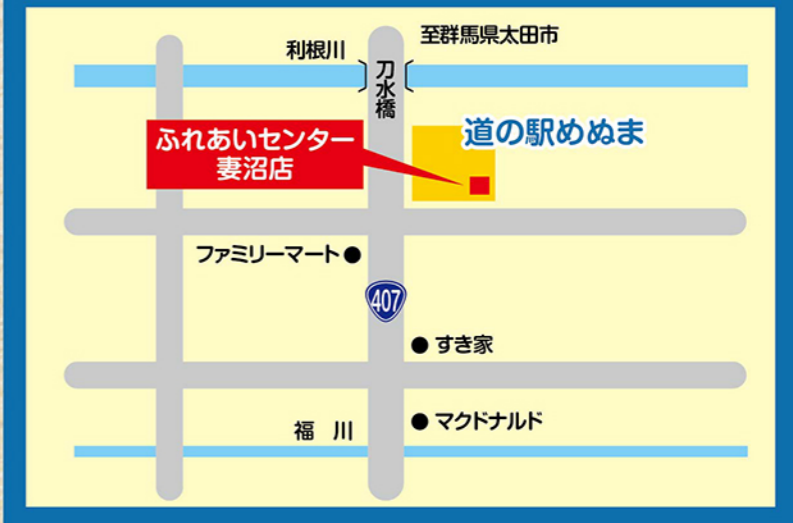 至群馬県太田市
利根川
刀水橋
道の駅めぬま
ふれあいセンター
妻沼店
ファミリーマート
407
すき家
マクドナルド
福 川